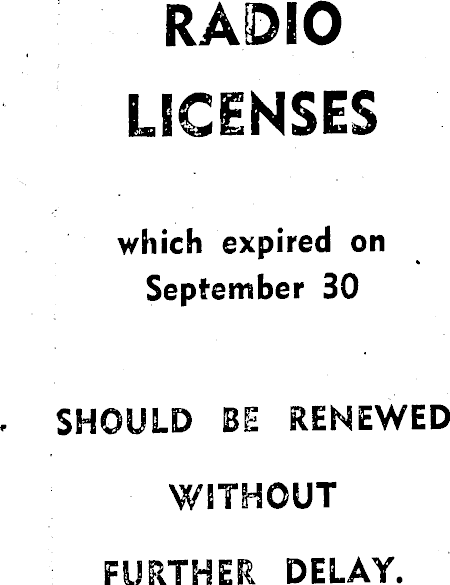 RADIO
LICENSES
which expired on
September 30
SHOULD BE RENEWED
WITHOUT
FURTHER DELAY.